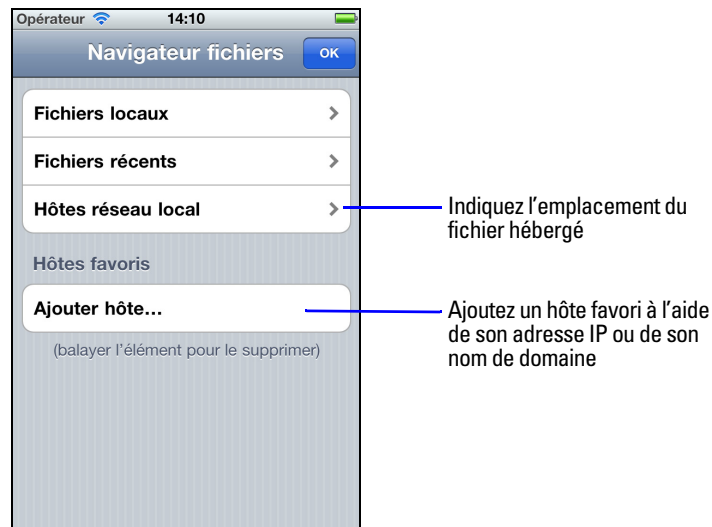 Opérateur 14:10
Navigateur fichiers OK
Fichiers locaux
Fichiers récents
Hôtes réseau local
Indiquez l’emplacement du
fichier hébergé
Hôtes favoris
Ajouter hôte...
Ajoutez un hôte favori à l’aide
de son adresse IP ou de son
nom de domaine
(balayer l’élément pour le supprimer)